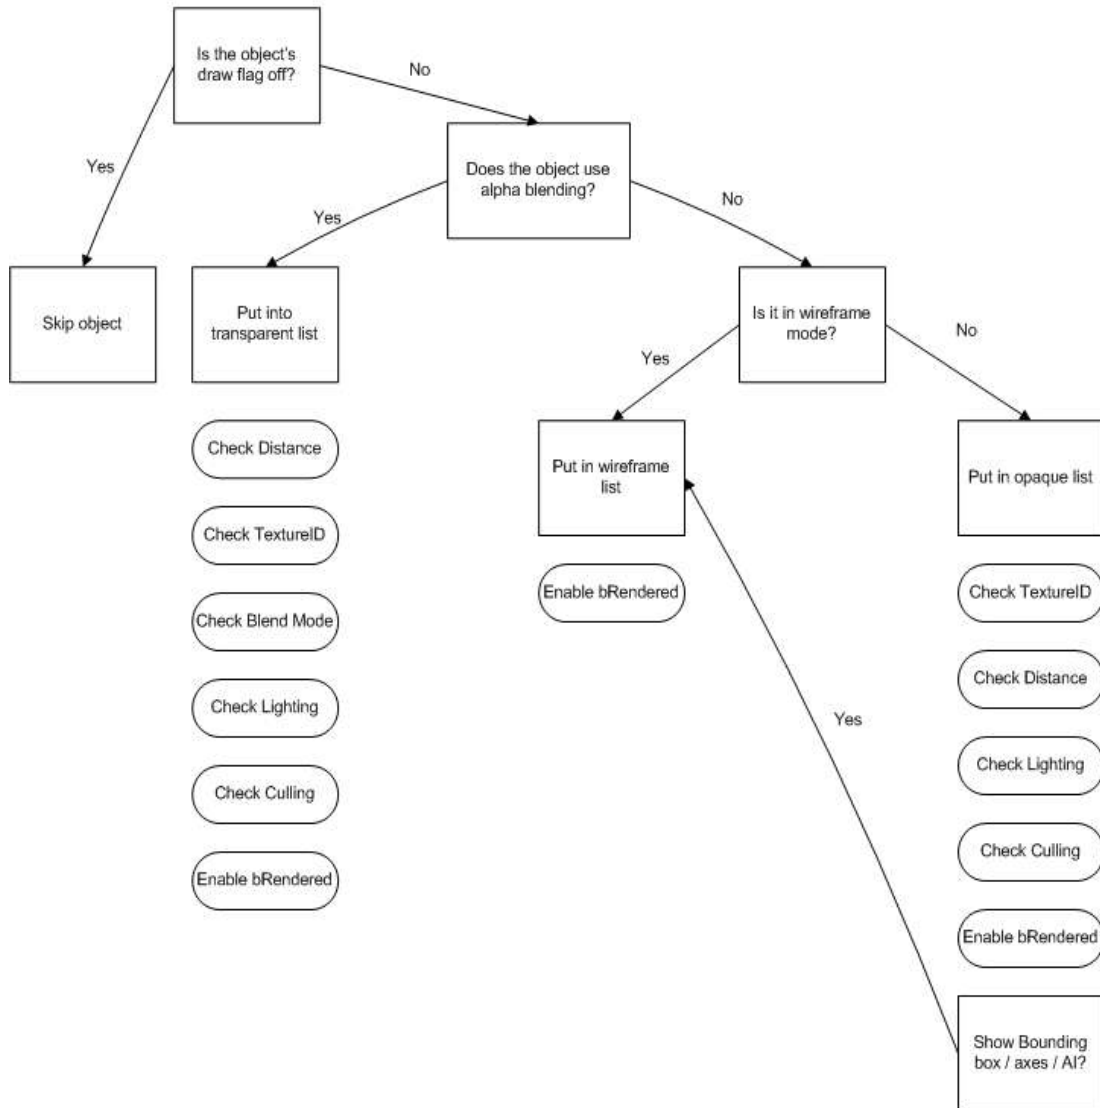 Is the object's
draw flag off?
No
Yes
Does the object use
alpha blending?
Yes
No
Skip object
Put into
transparent list
Is it in wireframe
mode?
Yes
No
Check Distance
Check TextureID
Check Blend Mode
Check Lighting
Check Culling
Enable bRendered
Put in wireframe
list
Enable bRendered
Put in opaque list
Check TextureID
Check Distance
Check Lighting
Check Culling
Enable bRendered
Yes
Show Bounding
box / axes / AI?